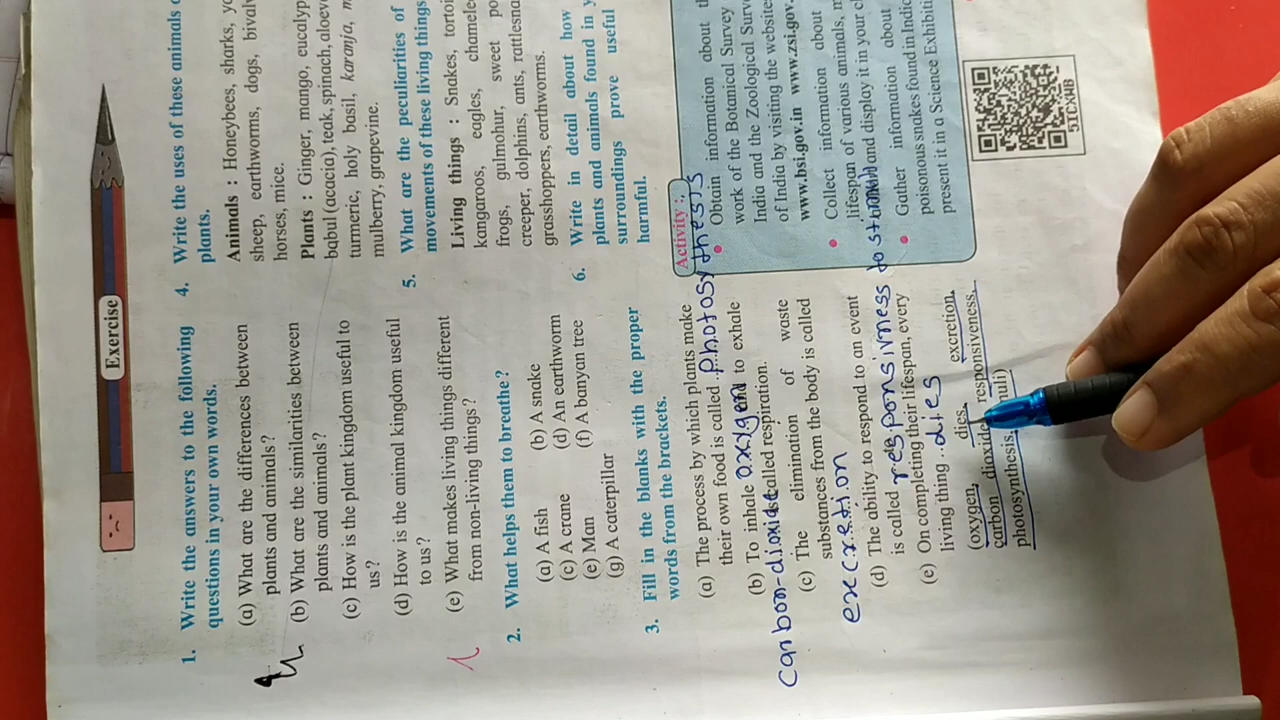 Exercise
1. Write the answers to the following
questions in your own words.
(a) What are the differences between
plants and animals?
(b) What are the similarities between
plants and animals?
(c) How is the plant kingdom useful to
us?
(d) How is the animal kingdom useful
to us?
(e) What makes living things different
from non-living things?
2. What helps them to breathe?
(a) A fish (b) A snake
(c) A crane (d) An earthworm
(e) Man (f) A banyan tree
(g) A caterpillar
3. Fill in the blanks with the proper
words from the brackets.
(a) The process by which plants make
their own food is called photosythesis
(b) To inhale oxygen and to exhale
carbon-dioxide is called respiration.
(c) The elimination of waste
substances from the body is called
execretion
(d) The ability to respond to an event
is called responsivness to stimuli
(e) On completing their lifespan, every
living thing ..dies
(oxygen, dies, excretion,
carbon dioxide, responsiveness,
photosynthesis,
4. Write the uses of these animals
plants.
Animals : Honeybees, sharks,
sheep, earthworms, dogs,
horses, mice.
Plants : Ginger, mango,
babul (acacia), teak, spinach,
turmeric, holy basil, karanja,
mulberry, grapevine.
5. What are the peculiarities of
movements of these living things
Living things : Snakes,
kangaroos, eagles,
frogs, gulmohur, sweet
creeper, dolphins, ants,
grasshoppers, earthworms.
6. Write in detail about how
plants and animals found in
surroundings prove useful
harmful.
Activity :
• Obtain information about
work of the Botanical Survey
India and the Zoological
of India by visiting the
www.bsi.gov.in www.zsi.gov.
• Collect information about
lifespan of various animals,
and display it in your
• Gather information about
poisonous snakes found in
present it in a Science
5TCXHB